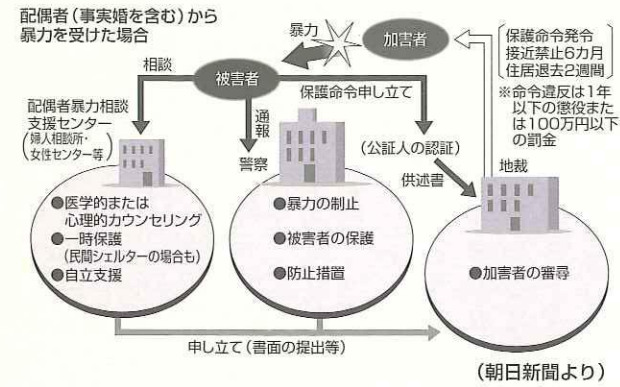 配偶者(事実婚を含む)から
暴力を受けた場合
暴力
加害者
保護命令発令
接近禁止6カ月
住居退去2週間
※命令違反は1年
以下の懲役また
は100万円以下
の罰金
相談
被害者
保護命令申し立て
配偶者暴力相談
支援センター
(婦人相談所・
女性センター等)
通報
警察
(公証人の認証)
供述書
地裁
●医学的または
心理的カウンセリング
●一時保護
(民間シェルターの場合も)
●自立支援
●暴力の制止
●被害者の保護
●防止措置
●加害者の審尋
申し立て(書面の提出等)
(朝日新聞より)